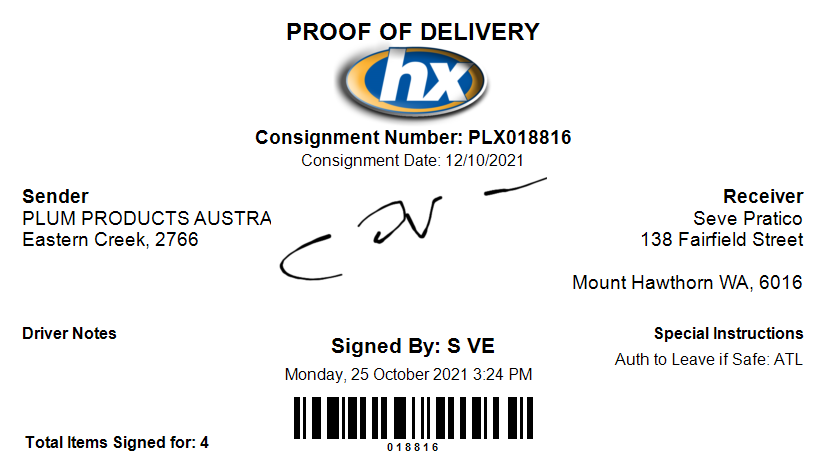 PROOF OF DELIVERY
hx
Consignment Number: PLX018816
Consignment Date: 12/10/2021
Sender
PLUM PRODUCTS AUSTRA
Eastern Creek, 2766
Receiver
Seve Pratico
138 Fairfield Street
Mount Hawthorn WA, 6016
Driver Notes
Signed By: S VE
Monday, 25 October 2021 3:24 PM
Special Instructions
Auth to Leave if Safe: ATL
Total Items Signed for: 4
018816